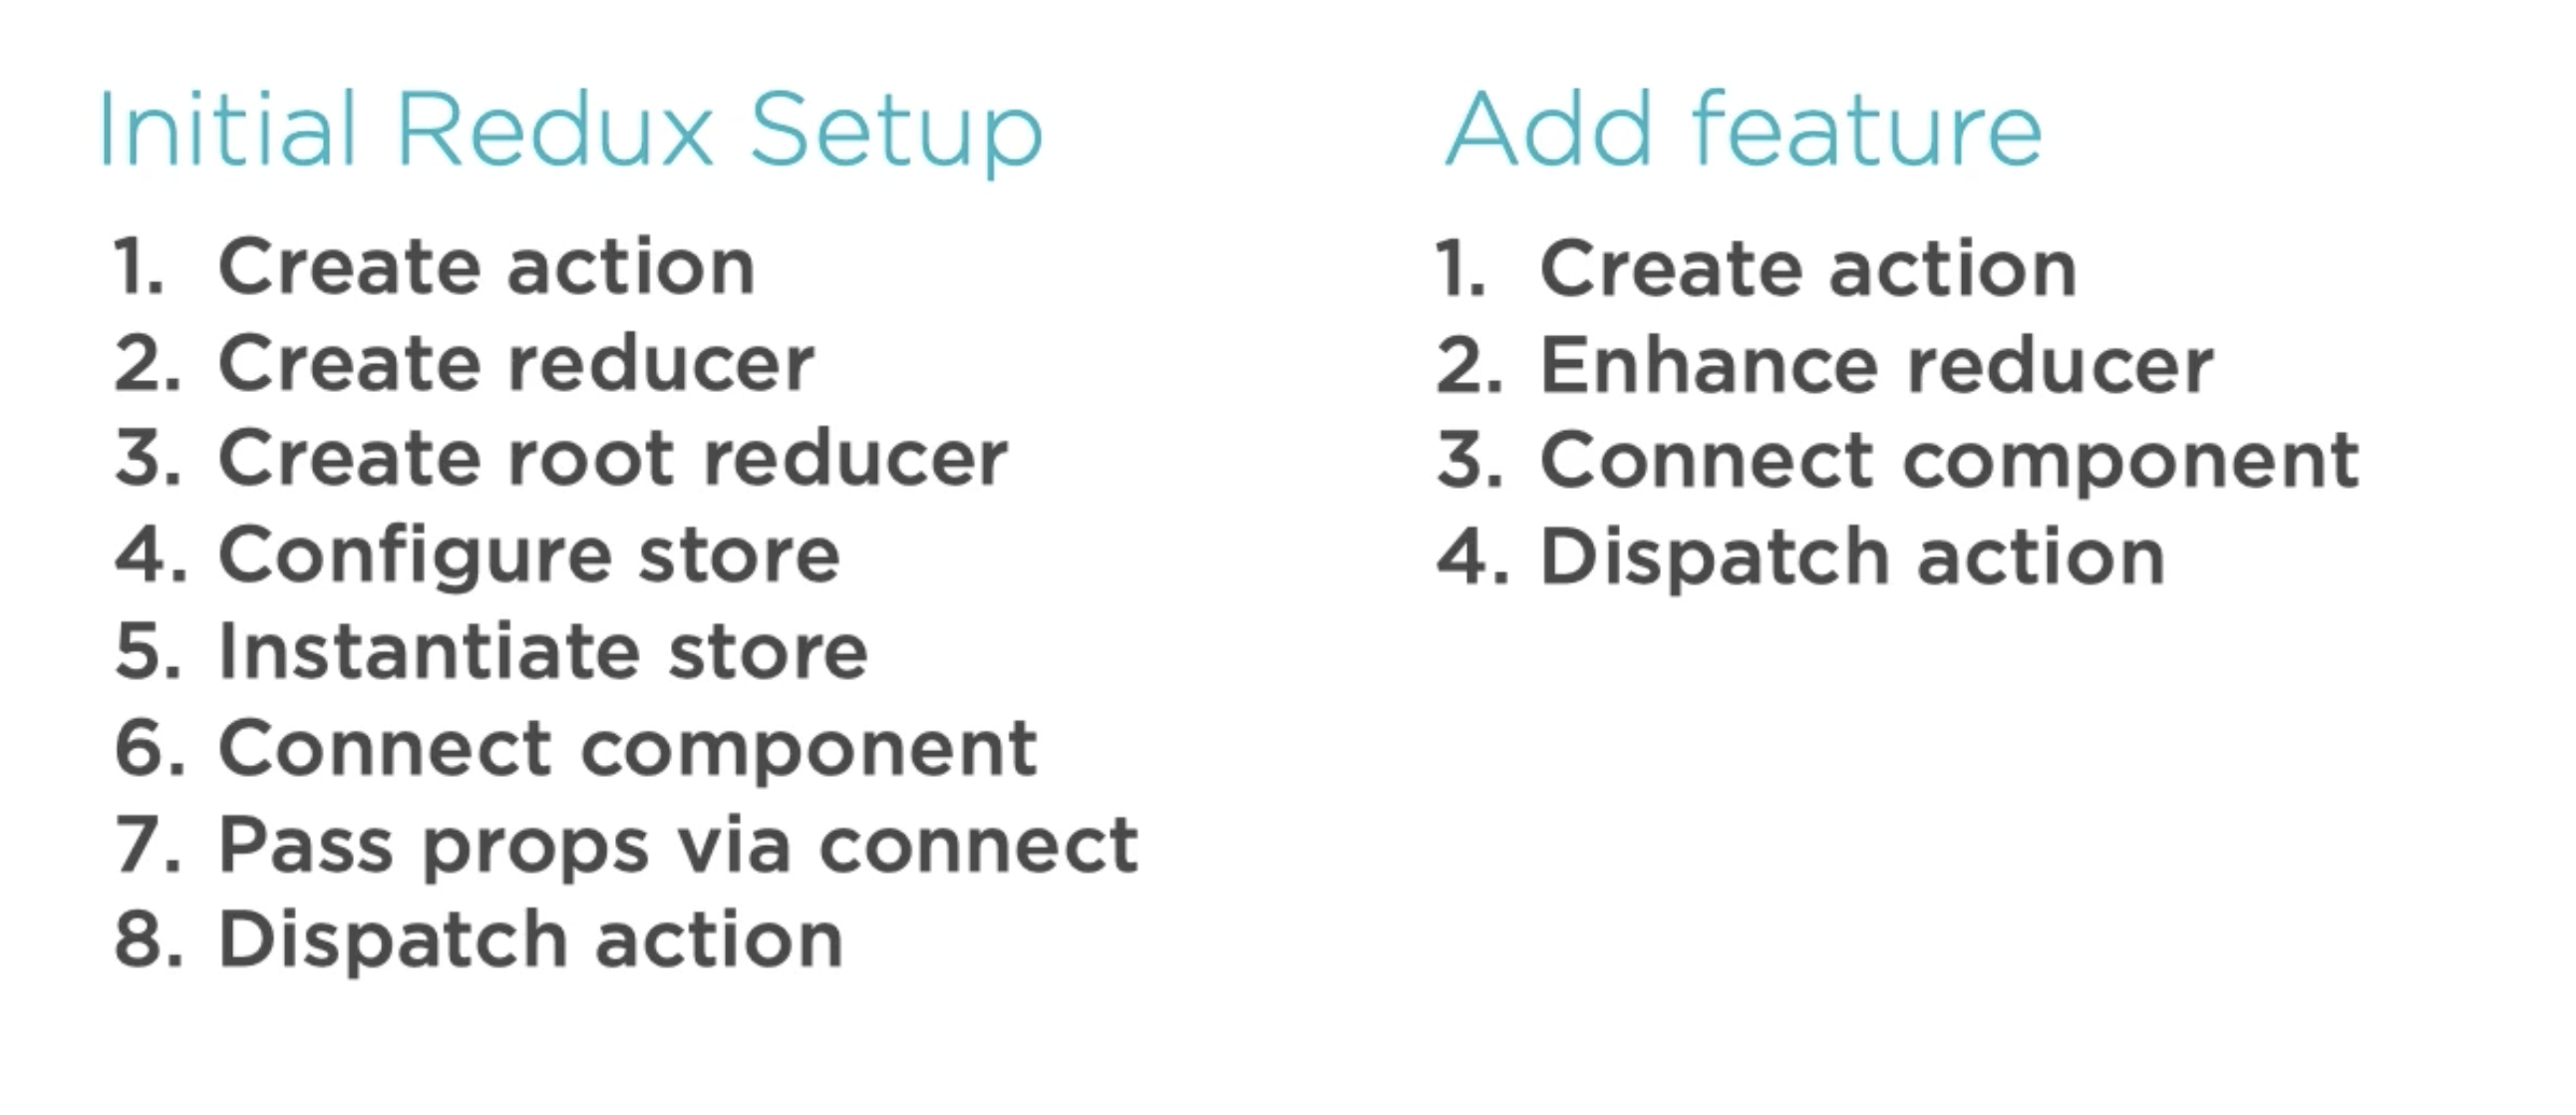 Initial Redux Setup
1. Create action
2. Create reducer
3. Create root reducer
4. Configure store
5. Instantiate store
6. Connect component
7. Pass props via connect
8. Dispatch action
Add feature
1. Create action
2. Enhance reducer
3. Connect component
4. Dispatch action